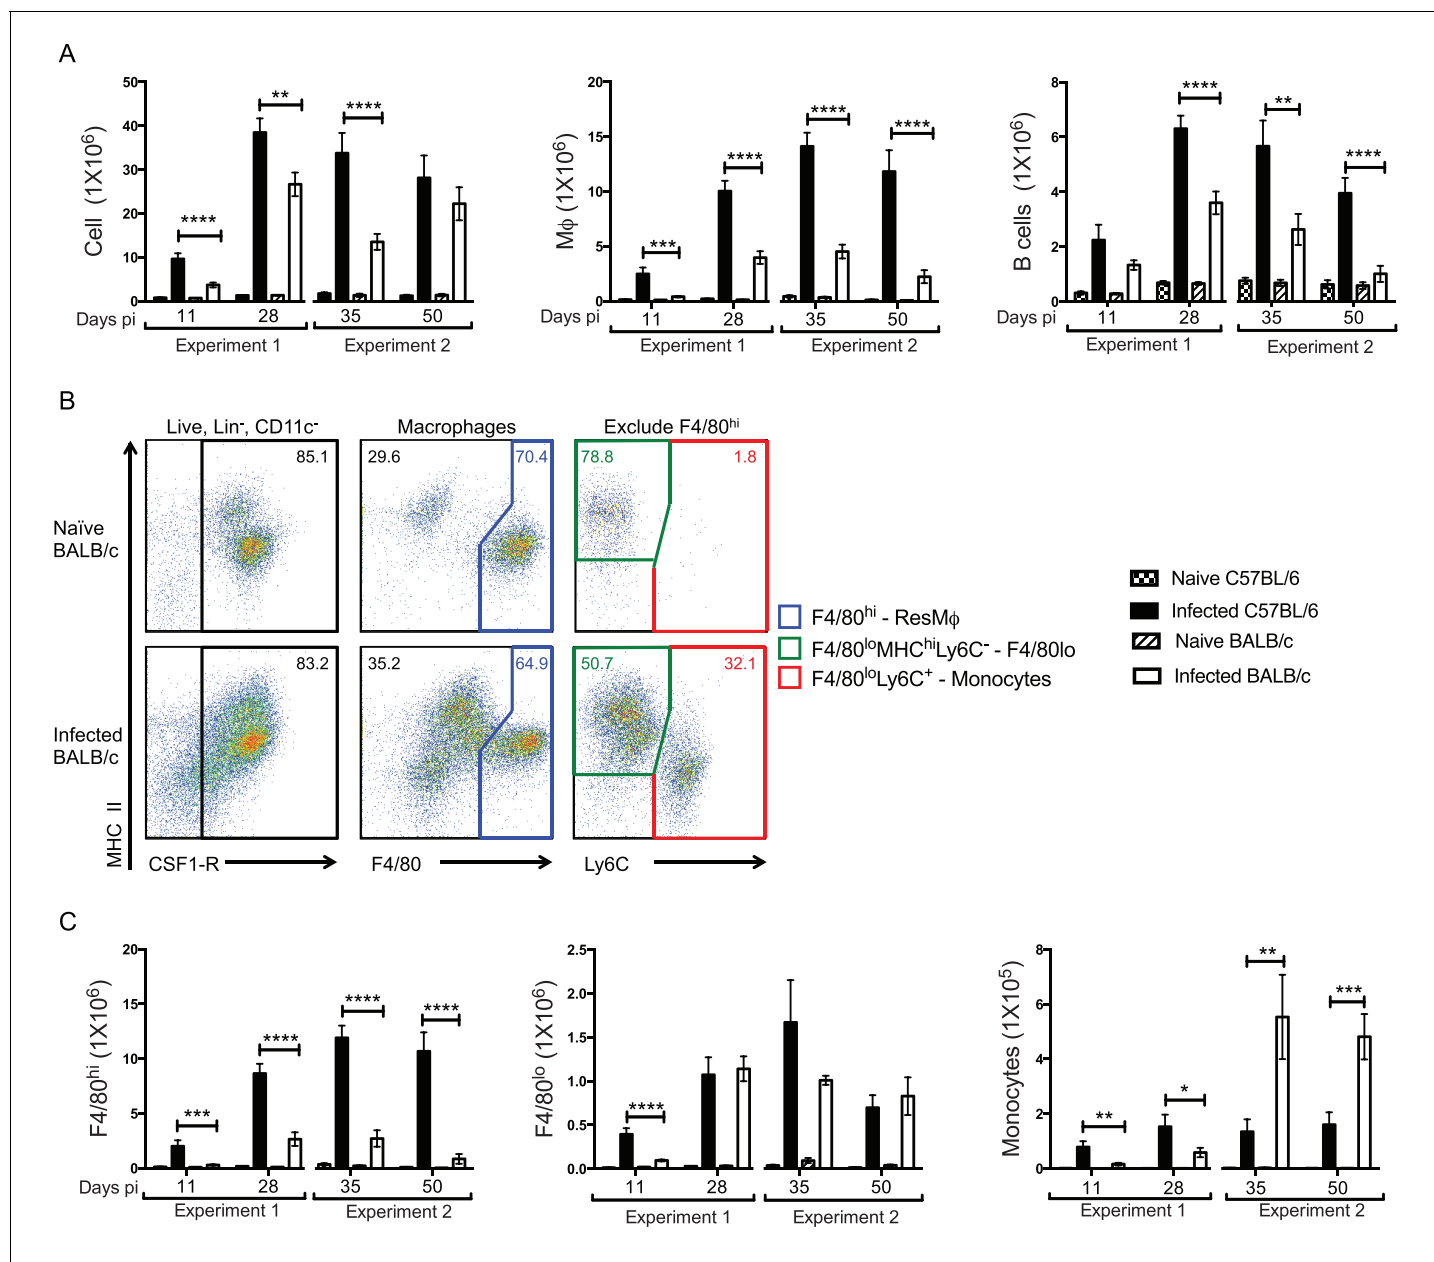 A
Cell (1X10⁶)
50
40
30
20
10
0
****
**
****
Days pi
11
28
35
50
Experiment 1
Experiment 2
Mϕ (1X10⁶)
20
15
10
5
0
***
****
****
****
Days pi
11
28
35
50
Experiment 1
Experiment 2
B cells (1X10⁶)
8
6
4
2
0
****
**
****
Days pi
11
28
35
50
Experiment 1
Experiment 2
B
Live, Lin⁻, CD11c⁻
Macrophages
Exclude F4/80ʰⁱ
Naïve
BALB/c
85.1
29.6
70.4
78.8
1.8
Infected
BALB/c
83.2
35.2
64.9
50.7
32.1
MHC II
CSF1-R
F4/80
Ly6C
F4/80ʰⁱ - ResMϕ
F4/80ˡᵒMHCʰⁱLy6C⁻ - F4/80lo
F4/80ˡᵒLy6C⁺ - Monocytes
Naive C57BL/6
Infected C57BL/6
Naive BALB/c
Infected BALB/c
C
F4/80ʰⁱ (1X10⁶)
20
15
10
5
0
***
****
****
****
Days pi
11
28
35
50
Experiment 1
Experiment 2
F4/80ˡᵒ (1X10⁶)
2.5
2.0
1.5
1.0
0.5
0.0
****
11
28
35
50
Experiment 1
Experiment 2
Monocytes (1X10⁵)
8
6
4
2
0
**
*
**
***
11
28
35
50
Experiment 1
Experiment 2